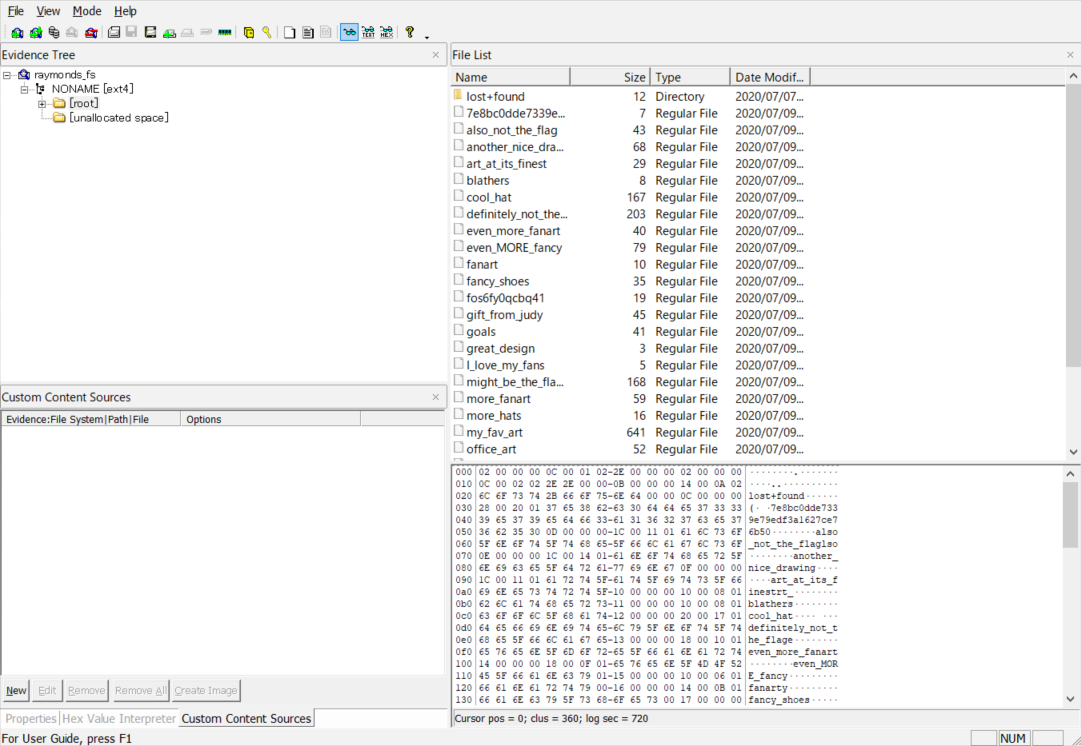 File View Mode Help
Evidence Tree
raymonds_fs
NONAME [ext4]
[root]
[unallocated space]
Custom Content Sources
Evidence:File System|Path|File Options
New Edit Remove Remove All Create Image
Properties Hex Value Interpreter Custom Content Sources
For User Guide, press F1
File List
Name Size Type Date Modif...
lost+found 12 Directory 2020/07/07...
7e8bc0dde7339e... 7 Regular File 2020/07/09...
also_not_the_flag 43 Regular File 2020/07/09...
another_nice_dra... 68 Regular File 2020/07/09...
art_at_its_finest 29 Regular File 2020/07/09...
blathers 8 Regular File 2020/07/09...
cool_hat 167 Regular File 2020/07/09...
definitely_not_the... 203 Regular File 2020/07/09...
even_more_fanart 40 Regular File 2020/07/09...
even_MORE_fancy 79 Regular File 2020/07/09...
fanart 10 Regular File 2020/07/09...
fancy_shoes 35 Regular File 2020/07/09...
fos6fy0qcbq41 19 Regular File 2020/07/09...
gift_from_judy 45 Regular File 2020/07/09...
goals 41 Regular File 2020/07/09...
great_design 3 Regular File 2020/07/09...
I_love_my_fans 5 Regular File 2020/07/09...
might_be_the_fla... 168 Regular File 2020/07/09...
more_fanart 59 Regular File 2020/07/09...
more_hats 16 Regular File 2020/07/09...
my_fav_art 641 Regular File 2020/07/09...
office_art 52 Regular File 2020/07/09...
000 02 00 00 00 0C 00 01 02-2E 00 00 00 02 00 00 00 ········.·······
010 0C 00 02 02 2E 2E 00 00-0B 00 00 00 14 00 0A 02 ····..··········
020 6C 6F 73 74 2B 66 6F 75-6E 64 00 00 0C 00 00 00 lost+found······
030 28 00 20 01 37 65 38 62-63 30 64 64 65 37 33 33 (· ·7e8bc0dde733
040 39 65 37 39 65 64 66 33-61 31 36 32 37 63 65 37 9e79edf3a1627ce7
050 36 62 35 30 0D 00 00 00-1C 00 11 01 61 6C 73 6F 6b50········also
060 5F 6E 6F 74 5F 74 68 65-5F 66 6C 61 67 6C 73 6F _not_the_flaglso
070 0E 00 00 00 1C 00 14 01-61 6E 6F 74 68 65 72 5F ········another_
080 6E 69 63 65 5F 64 72 61-77 69 6E 67 0F 00 00 00 nice_drawing····
090 1C 00 11 01 61 72 74 5F-61 74 5F 69 74 73 5F 66 ····art_at_its_f
0a0 69 6E 65 73 74 72 74 5F-10 00 00 00 10 00 08 01 inestrt_········
0b0 62 6C 61 74 68 65 72 73-11 00 00 00 10 00 08 01 blathers········
0c0 63 6F 6F 6C 5F 68 61 74-12 00 00 00 20 00 17 01 cool_hat···· ···
0d0 64 65 66 69 6E 69 74 65-6C 79 5F 6E 6F 74 5F 74 definitely_not_t
0e0 68 65 5F 66 6C 61 67 65-13 00 00 00 18 00 10 01 he_flage········
0f0 65 76 65 6E 5F 6D 6F 72-65 5F 66 61 6E 61 72 74 even_more_fanart
100 14 00 00 00 18 00 0F 01-65 76 65 6E 5F 4D 4F 52 ········even_MOR
110 45 5F 66 61 6E 63 79 01-15 00 00 00 10 00 06 01 E_fancy·········
120 66 61 6E 61 72 74 79 00-16 00 00 00 14 00 0B 01 fanarty·········
130 66 61 6E 63 79 5F 73 68-6F 65 73 00 17 00 00 00 fancy_shoes·····
Cursor pos = 0; clus = 360; log sec = 720
NUM